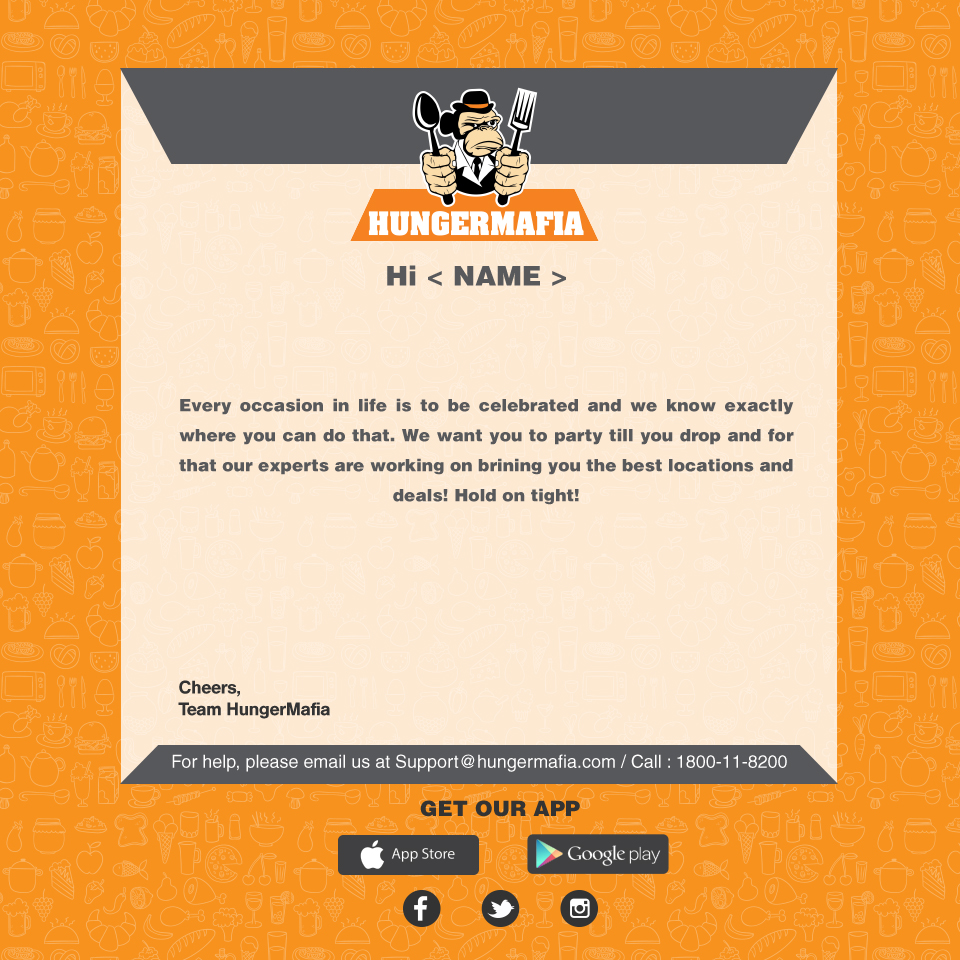 HUNGERMAFIA
Hi < NAME >
Every occasion in life is to be celebrated and we know exactly
where you can do that. We want you to party till you drop and for
that our experts are working on brining you the best locations and
deals! Hold on tight!
Cheers,
Team HungerMafia
For help, please email us at Support@hungermafia.com / Call : 1800-11-8200
GET OUR APP
App Store
Google play